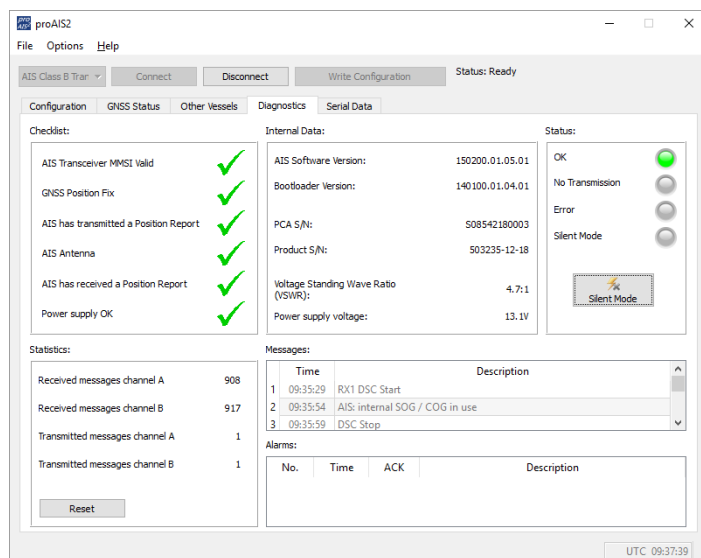 proAIS2
File Options Help
AIS Class B Tran Connect Disconnect Write Configuration Status: Ready
Configuration GNSS Status Other Vessels Diagnostics Serial Data
Checklist:
AIS Transceiver MMSI Valid
GNSS Position Fix
AIS has transmitted a Position Report
AIS Antenna
AIS has received a Position Report
Power supply OK
Internal Data:
AIS Software Version: 150200.01.05.01
Bootloader Version: 140100.01.04.01
PCA S/N: S08542180003
Product S/N: 503235-12-18
Voltage Standing Wave Ratio
(VSWR): 4.7:1
Power supply voltage: 13.1V
Status:
OK
No Transmission
Error
Silent Mode
Silent Mode
Statistics:
Received messages channel A 908
Received messages channel B 917
Transmitted messages channel A 1
Transmitted messages channel B 1
Reset
Messages:
Time Description
1 09:35:29 RX1 DSC Start
2 09:35:54 AIS: internal SOG / COG in use
3 09:35:59 DSC Stop
Alarms:
No. Time ACK Description
UTC 09:37:39